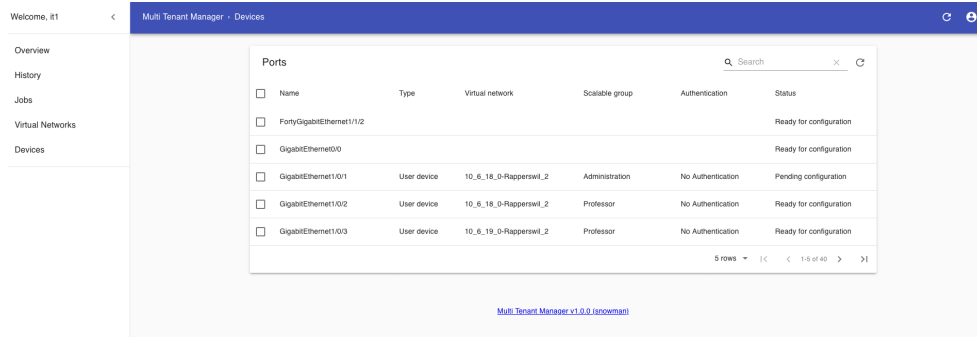 Welcome, it1
Multi Tenant Manager › Devices
Overview
History
Jobs
Virtual Networks
Devices
Ports
Search
Name Type Virtual network Scalable group Authentication Status
FortyGigabitEthernet1/1/2 Ready for configuration
GigabitEthernet0/0 Ready for configuration
GigabitEthernet1/0/1 User device 10_6_18_0-Rapperswil_2 Administration No Authentication Pending configuration
GigabitEthernet1/0/2 User device 10_6_18_0-Rapperswil_2 Professor No Authentication Ready for configuration
GigabitEthernet1/0/3 User device 10_6_19_0-Rapperswil_2 Professor No Authentication Ready for configuration
5 rows 1-5 of 40
Multi Tenant Manager v1.0.0 (snowman)